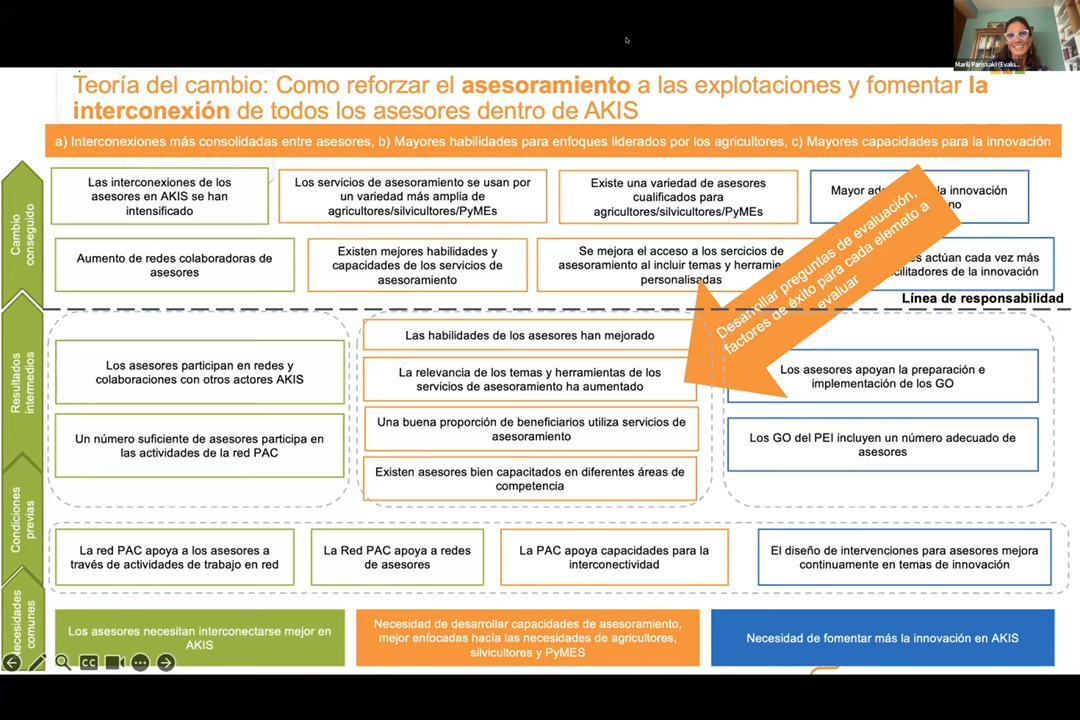 Marili Parissaki (Evalu...
Teoría del cambio: Como reforzar el asesoramiento a las explotaciones y fomentar la
interconexión de todos los asesores dentro de AKIS
a) Interconexiones más consolidadas entre asesores, b) Mayores habilidades para enfoques liderados por los agricultores, c) Mayores capacidades para la innovación
Cambio
conseguido
Las interconexiones de los
asesores en AKIS se han
intensificado
Los servicios de asesoramiento se usan por
un variedad más amplia de
agricultores/silvicultores/PyMEs
Existe una variedad de asesores
cualificados para
agricultores/silvicultores/PyMEs
Mayor la innovación
Aumento de redes colaboradoras de
asesores
Existen mejores habilidades y
capacidades de los servicios de
asesoramiento
Se mejora el acceso a los sercicios de
asesoramiento al incluir temas y
personalisadas
actúan cada vez más
de la innovación
Desarrollar preguntas de evaluación,
factores de éxito para cada elemeto a
evaluar
Línea de responsabilidad
Resultados
intermedios
Los asesores participan en redes y
colaboraciones con otros actores AKIS
Un número suficiente de asesores participa en
las actividades de la red PAC
Las habilidades de los asesores han mejorado
La relevancia de los temas y herramientas de los
servicios de asesoramiento ha aumentado
Una buena proporción de beneficiarios utiliza servicios de
asesoramiento
Existen asesores bien capacitados en diferentes áreas de
competencia
Los asesores apoyan la preparación e
implementación de los GO
Los GO del PEI incluyen un número adecuado de
asesores
Condiciones
previas
La red PAC apoya a los asesores a
través de actividades de trabajo en red
La Red PAC apoya a redes
de asesores
La PAC apoya capacidades para la
interconectividad
El diseño de intervenciones para asesores mejora
continuamente en temas de innovación
Necesidades
comunes
Los asesores necesitan interconectarse mejor en
AKIS
Necesidad de desarrollar capacidades de asesoramiento,
mejor enfocadas hacía las necesidades de agricultores,
silvicultores y PyMES
Necesidad de fomentar más la innovación en AKIS
CC